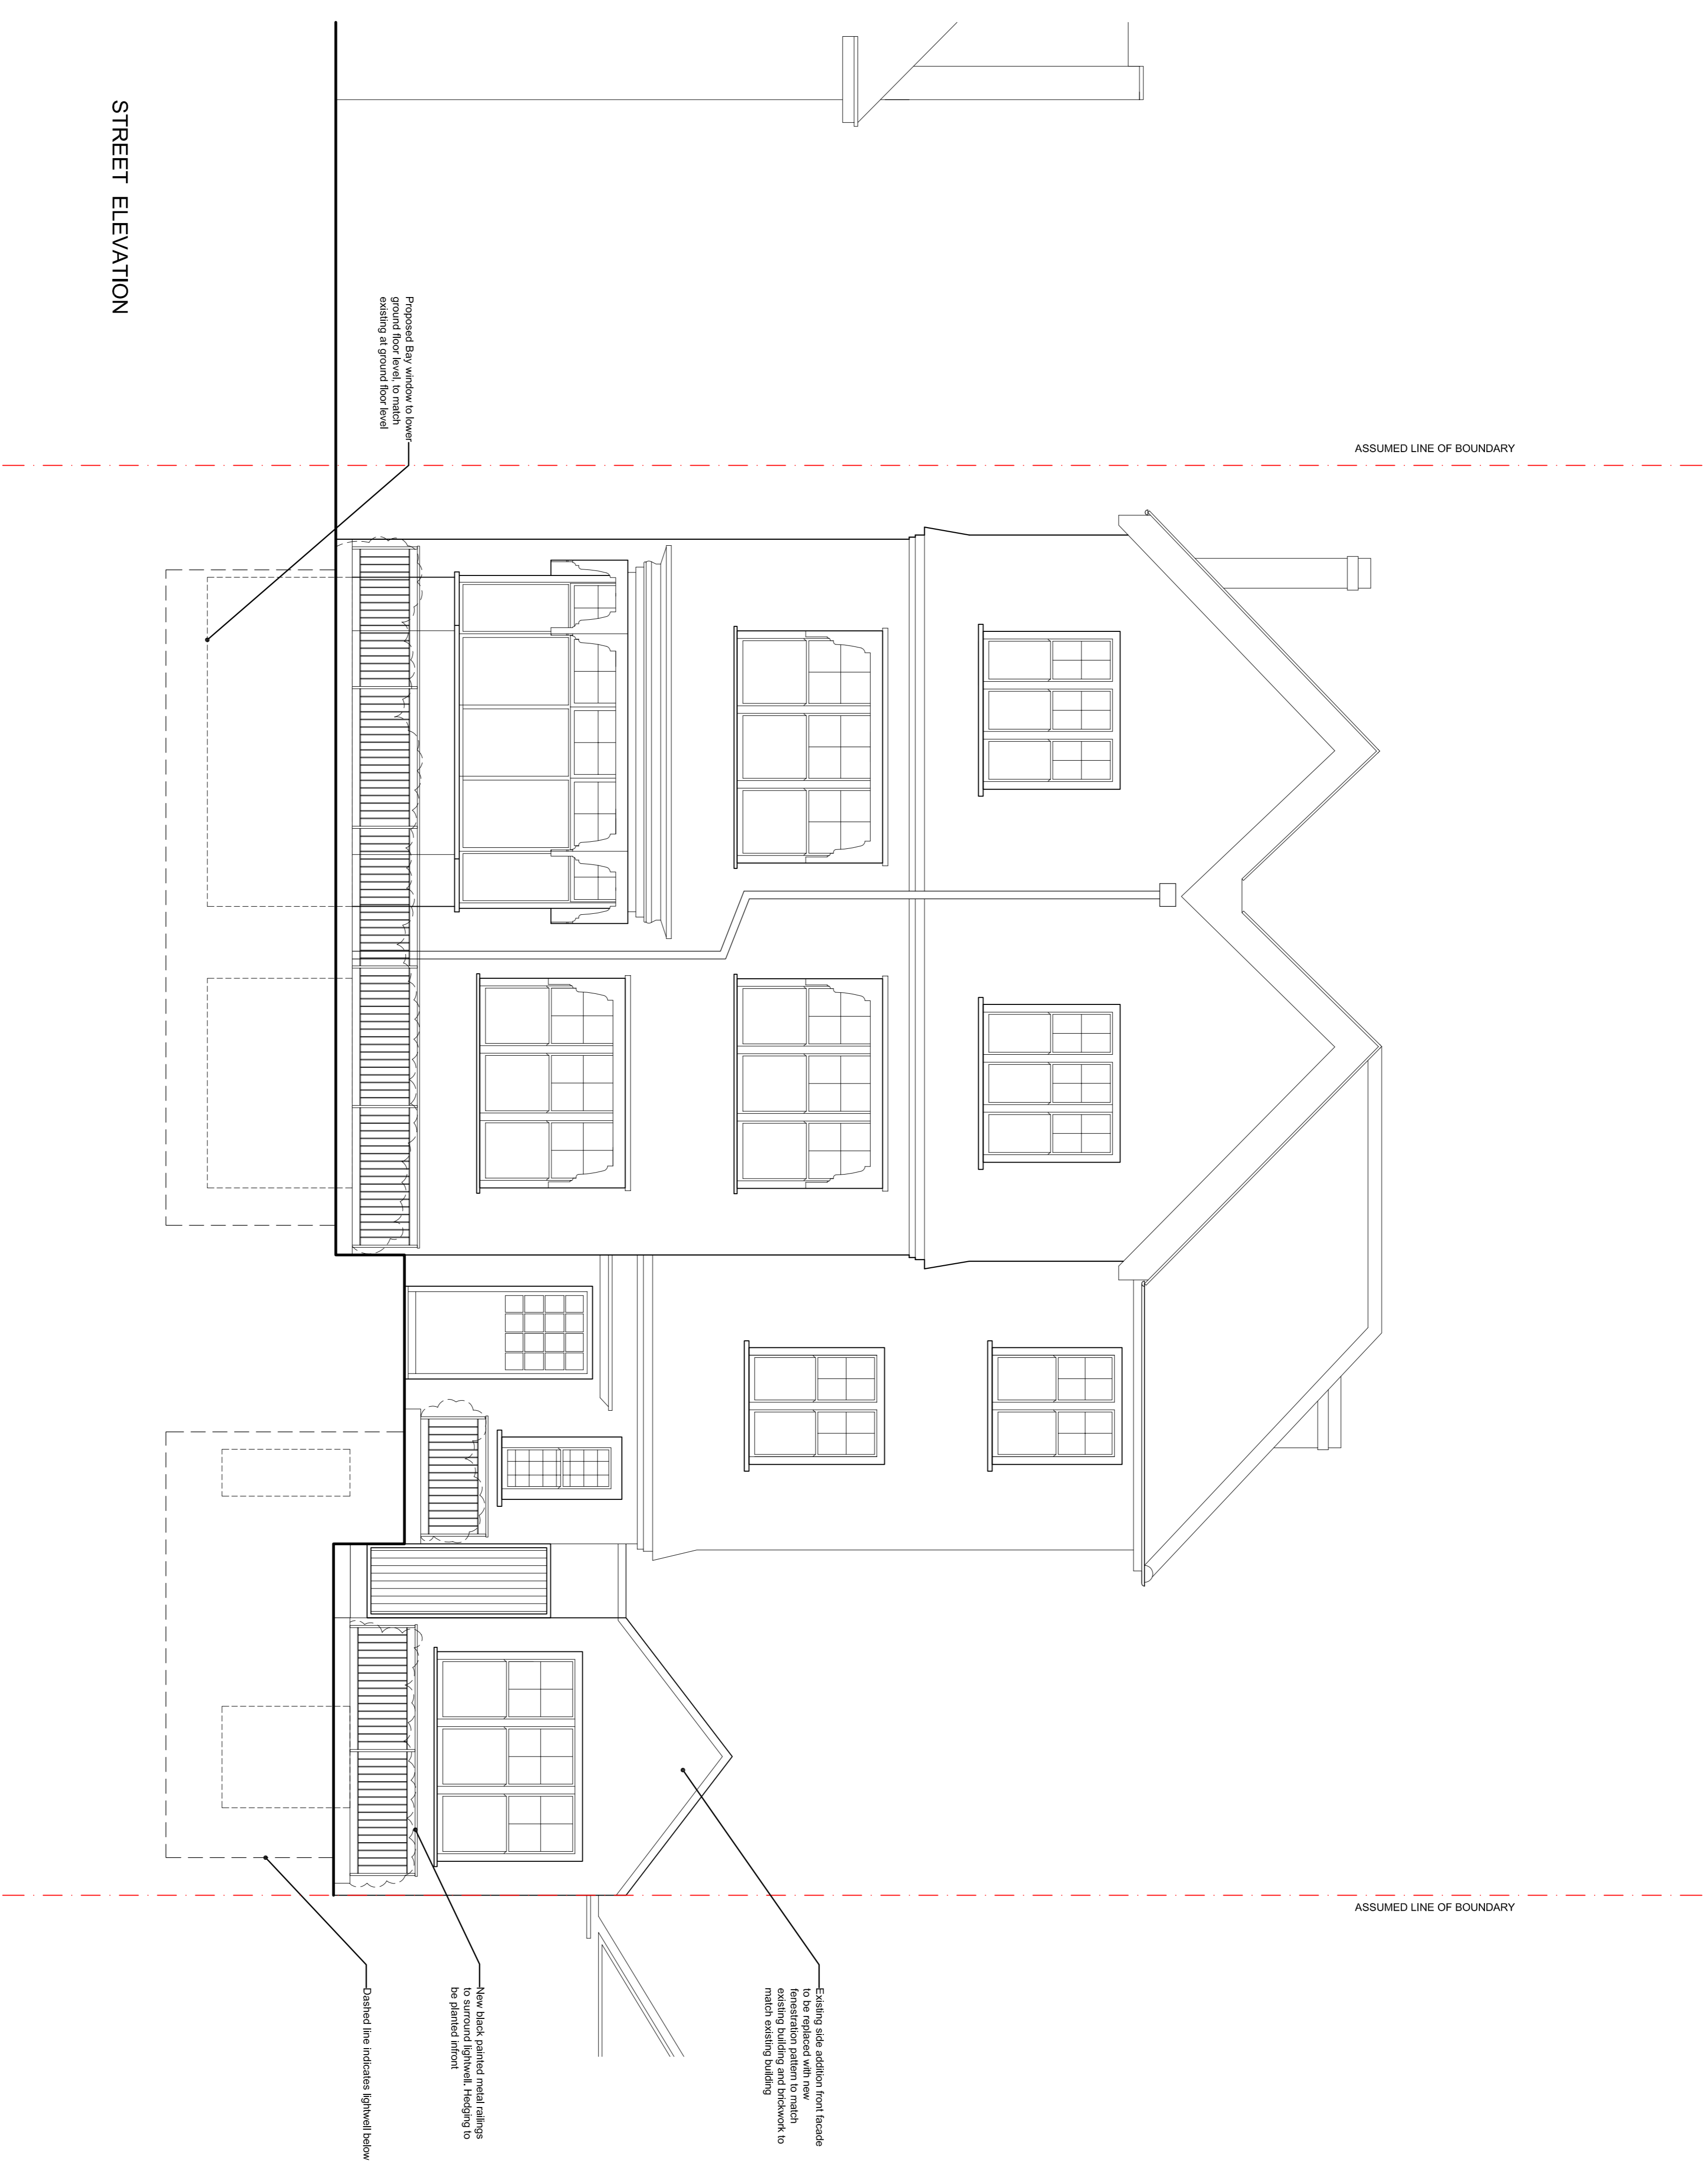 ASSUMED LINE OF BOUNDARY
ASSUMED LINE OF BOUNDARY
Existing side addition front facade
to be replaced with new
fenestration pattern to match
existing building and brickwork to
match existing building
New black painted metal railings
to surround lightwell. Hedging to
be planted infront
Dashed line indicates lightwell below
Proposed Bay window to lower
ground floor level, to match
existing at ground floor level
STREET ELEVATION